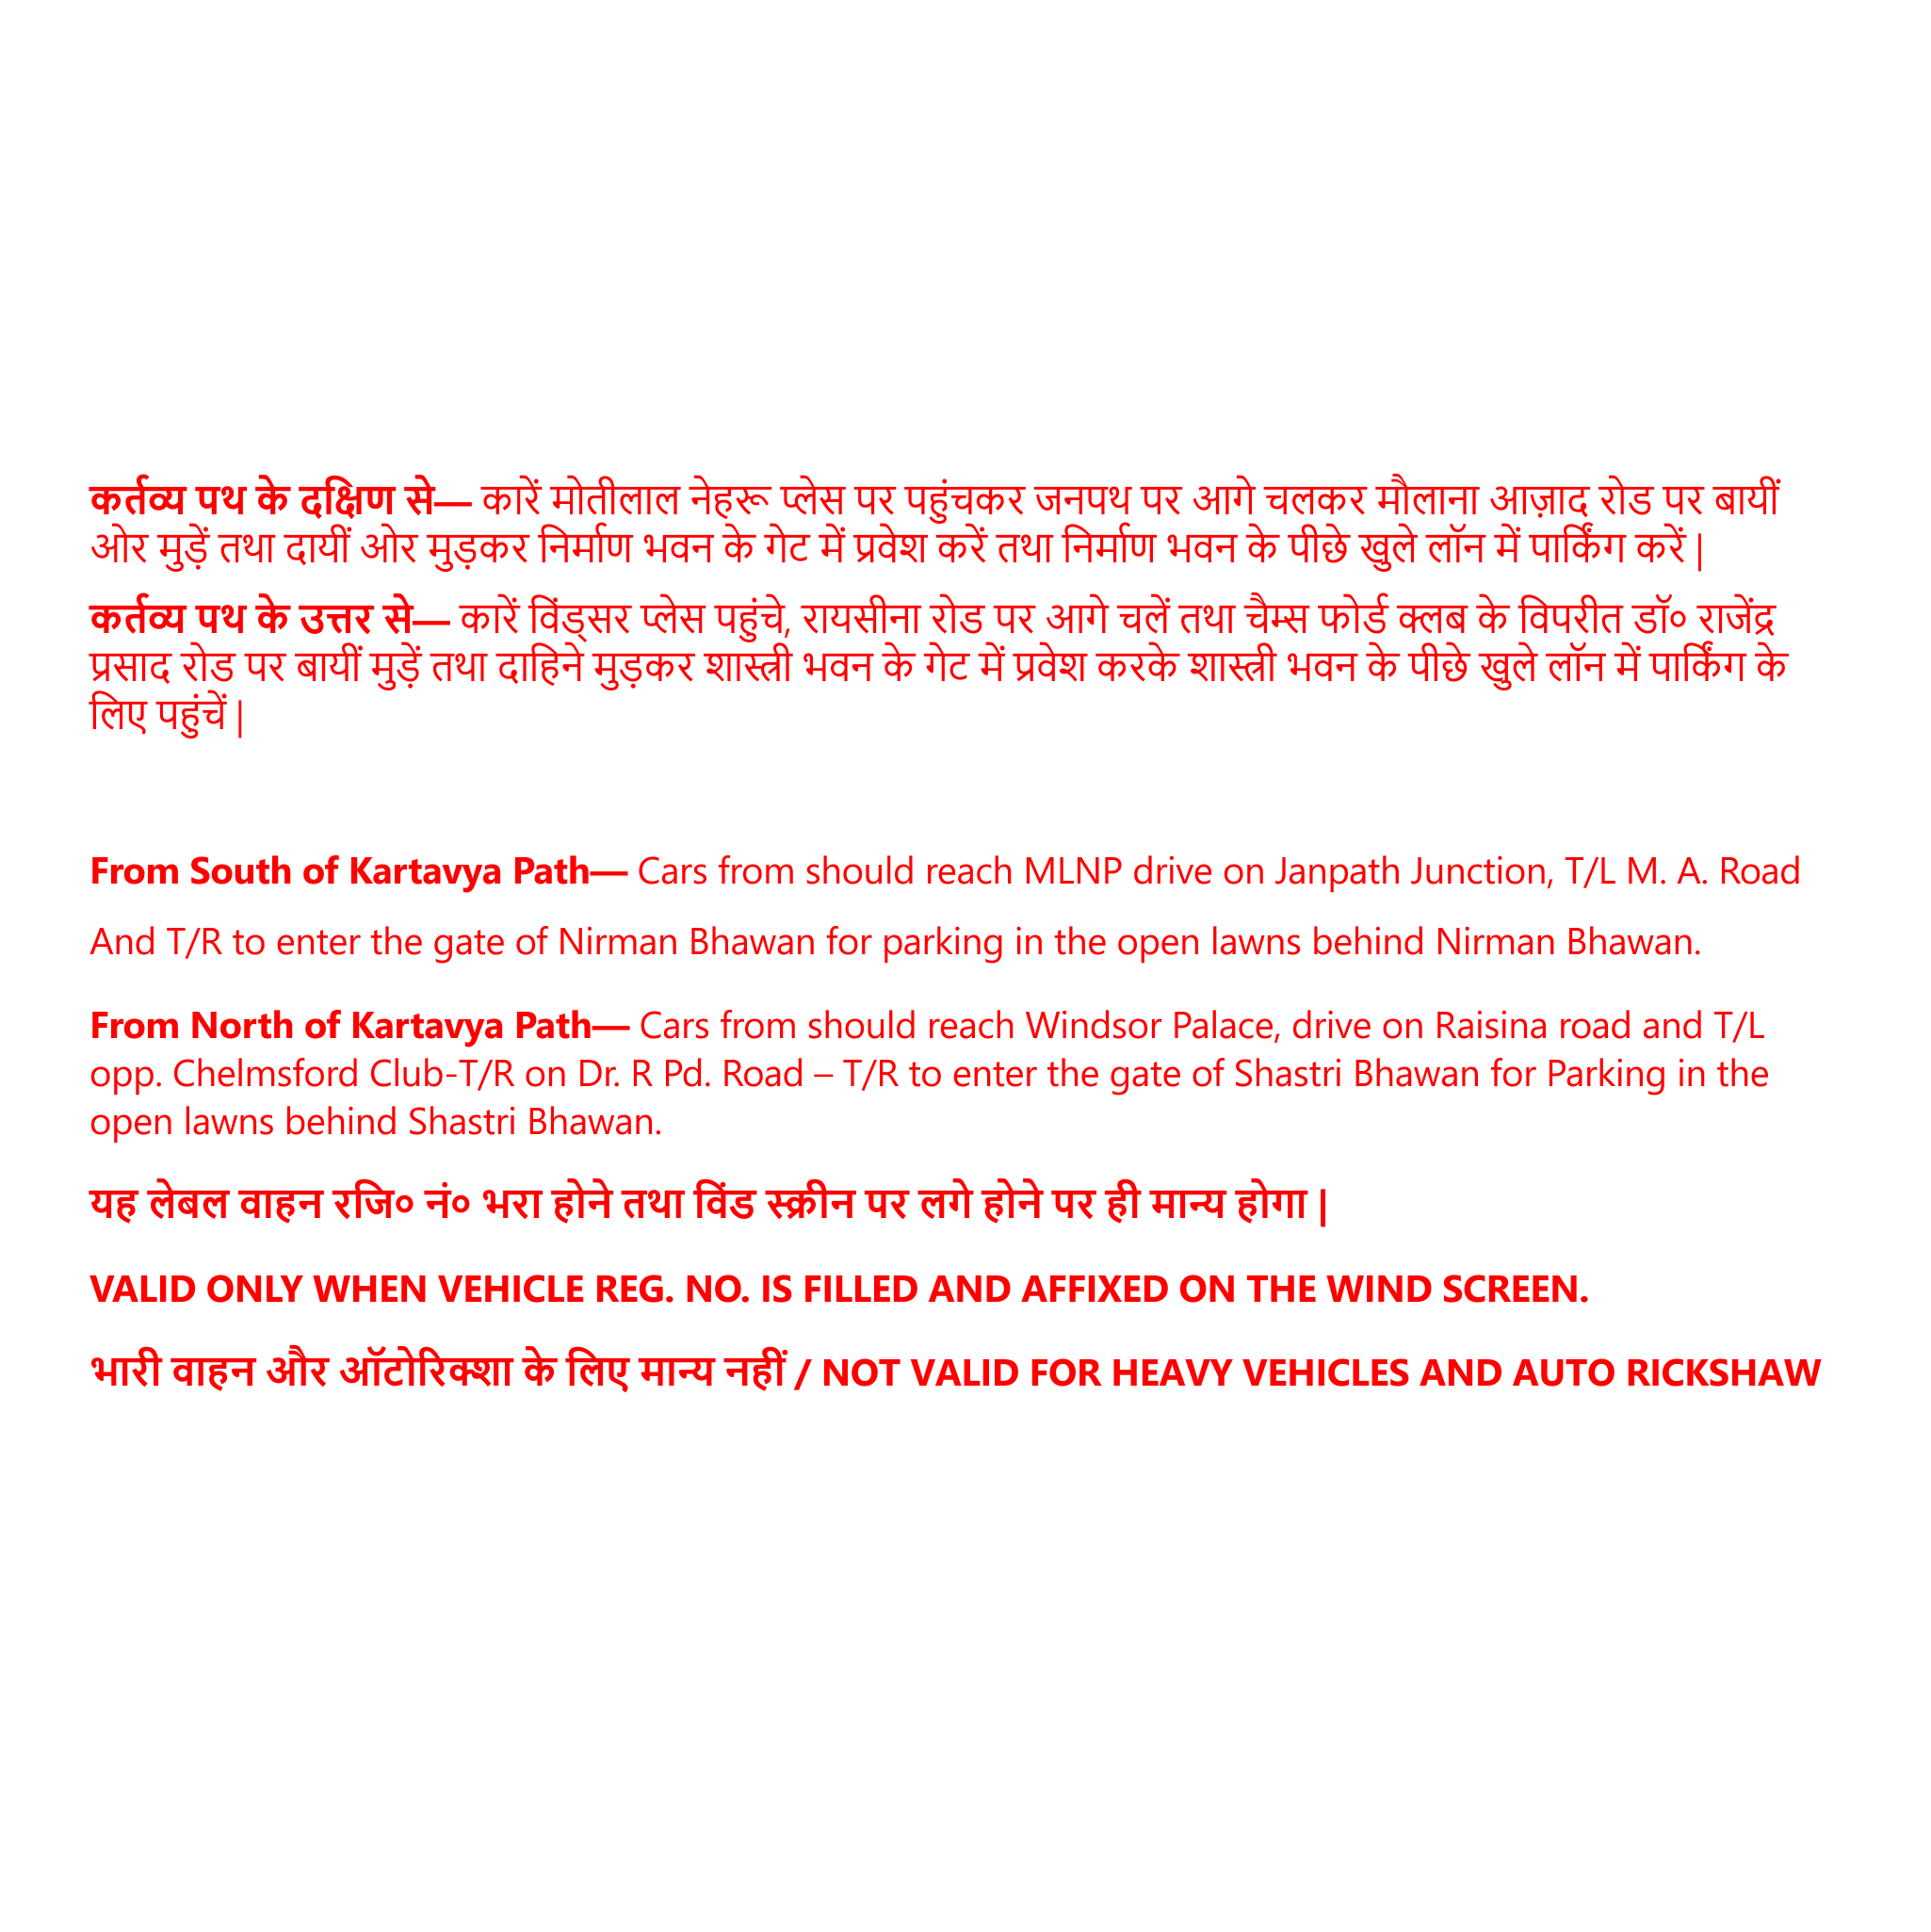 कर्तव्य पथ के दक्षिण से— कारें मोतीलाल नेहरू प्लेस पर पहुंचकर जनपथ पर आगे चलकर मौलाना आज़ाद रोड पर बायीं
ओर मुड़ें तथा दायीं ओर मुड़कर निर्माण भवन के गेट में प्रवेश करें तथा निर्माण भवन के पीछे खुले लॉन में पार्किंग करें |
कर्तव्य पथ के उत्तर से— कारें विंड्सर प्लेस पहुंचे, रायसीना रोड पर आगे चलें तथा चैम्स फोर्ड क्लब के विपरीत डॉ० राजेंद्र
प्रसाद रोड पर बायीं मुड़ें तथा दाहिने मुड़कर शास्त्री भवन के गेट में प्रवेश करके शास्त्री भवन के पीछे खुले लॉन में पार्किंग के
लिए पहुंचें |
From South of Kartavya Path— Cars from should reach MLNP drive on Janpath Junction, T/L M. A. Road
And T/R to enter the gate of Nirman Bhawan for parking in the open lawns behind Nirman Bhawan.
From North of Kartavya Path— Cars from should reach Windsor Palace, drive on Raisina road and T/L
opp. Chelmsford Club-T/R on Dr. R Pd. Road – T/R to enter the gate of Shastri Bhawan for Parking in the
open lawns behind Shastri Bhawan.
यह लेबल वाहन रजि० नं० भरा होने तथा विंड स्क्रीन पर लगे होने पर ही मान्य होगा |
VALID ONLY WHEN VEHICLE REG. NO. IS FILLED AND AFFIXED ON THE WIND SCREEN.
भारी वाहन और ऑटोरिक्शा के लिए मान्य नहीं / NOT VALID FOR HEAVY VEHICLES AND AUTO RICKSHAW